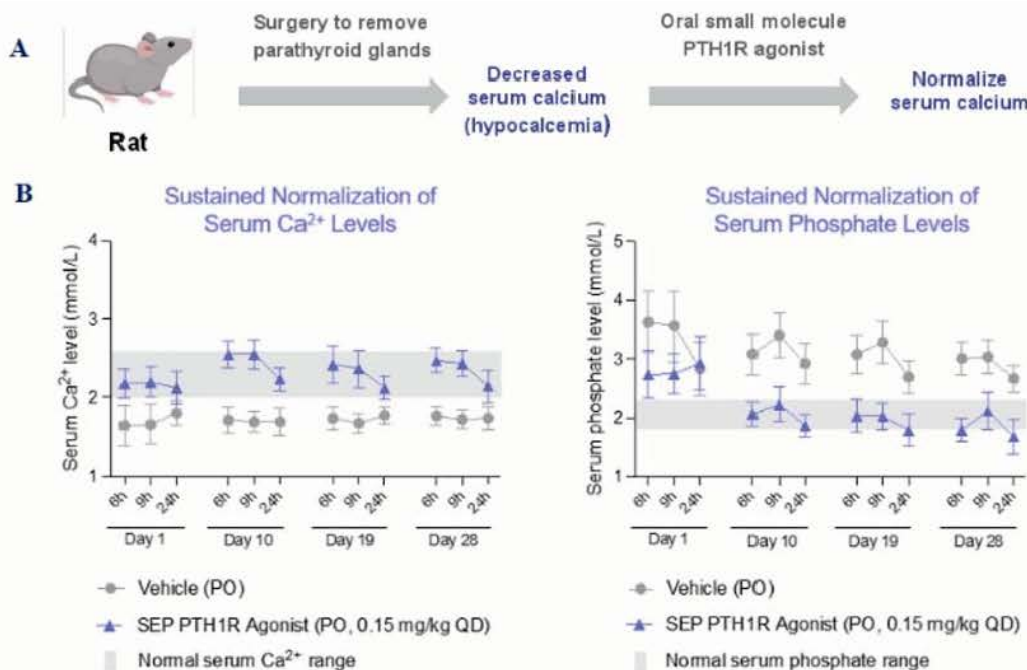 A
Surgery to remove
parathyroid glands
Oral small molecule
PTH1R agonist
Decreased
serum calcium
(hypocalcemia)
Normalize
serum calcium
Rat
B
Sustained Normalization of
Serum Ca²⁺ Levels
Serum Ca²⁺ level (mmol/L)
4
3
2
1
6h 9h 24h 6h 9h 24h 6h 9h 24h 6h 9h 24h
Day 1 Day 10 Day 19 Day 28
Vehicle (PO)
SEP PTH1R Agonist (PO, 0.15 mg/kg QD)
Normal serum Ca²⁺ range
Sustained Normalization of
Serum Phosphate Levels
Serum phosphate level (mmol/L)
5
4
3
2
1
6h 9h 24h 6h 9h 24h 6h 9h 24h 6h 9h 24h
Day 1 Day 10 Day 19 Day 28
Vehicle (PO)
SEP PTH1R Agonist (PO, 0.15 mg/kg QD)
Normal serum phosphate range